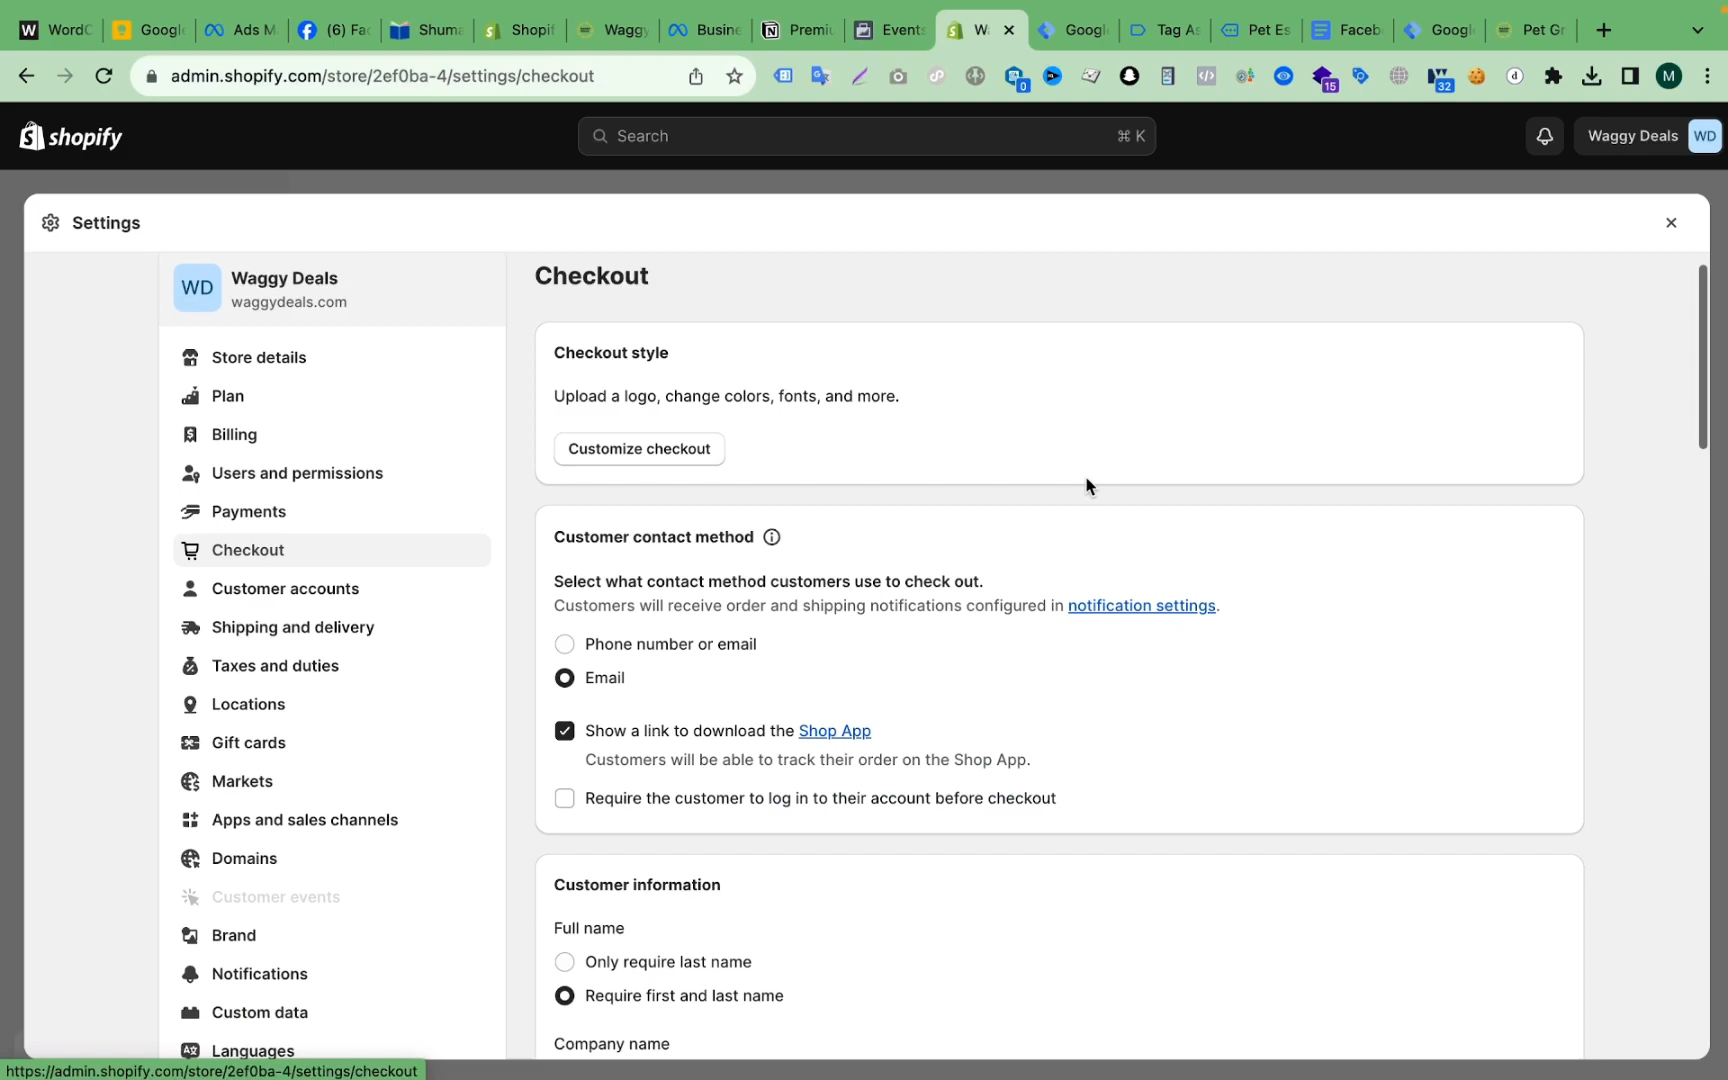 WordC Googl Ads M (6) Fac Shuma Shopif Waggy Busine Premiu Events W Googl Tag As Pet Es Faceb Googl Pet Gr
admin.shopify.com/store/2ef0ba-4/settings/checkout 0 15 32 M
shopify Search ⌘ K Waggy Deals WD
Settings
WD Waggy Deals
waggydeals.com
Store details
Plan
Billing
Users and permissions
Payments
Checkout
Customer accounts
Shipping and delivery
Taxes and duties
Locations
Gift cards
Markets
Apps and sales channels
Domains
Customer events
Brand
Notifications
Custom data
Languages
Checkout
Checkout style
Upload a logo, change colors, fonts, and more.
Customize checkout
Customer contact method
Select what contact method customers use to check out.
Customers will receive order and shipping notifications configured in notification settings.
Phone number or email
Email
Show a link to download the Shop App
Customers will be able to track their order on the Shop App.
Require the customer to log in to their account before checkout
Customer information
Full name
Only require last name
Require first and last name
Company name
https://admin.shopify.com/store/2ef0ba-4/settings/checkout